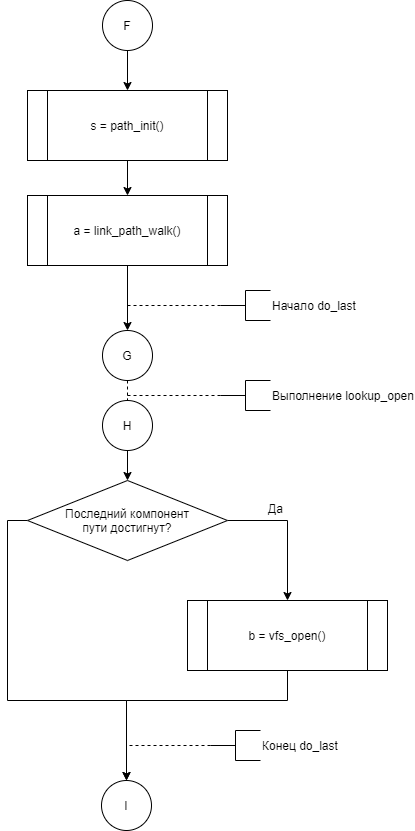 F
s = path_init()
a = link_path_walk()
Начало do_last
G
Выполнение lookup_open
H
Последний компонент
пути достигнут?
Да
b = vfs_open()
Конец do_last
I